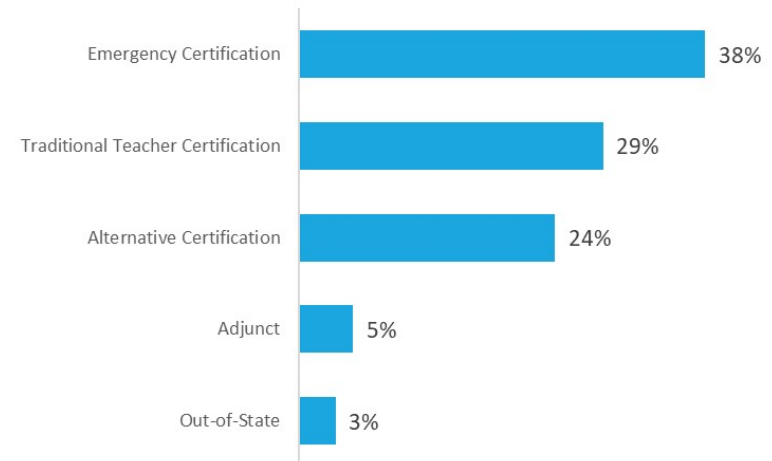 Emergency Certification 38%
Traditional Teacher Certification 29%
Alternative Certification 24%
Adjunct 5%
Out-of-State 3%